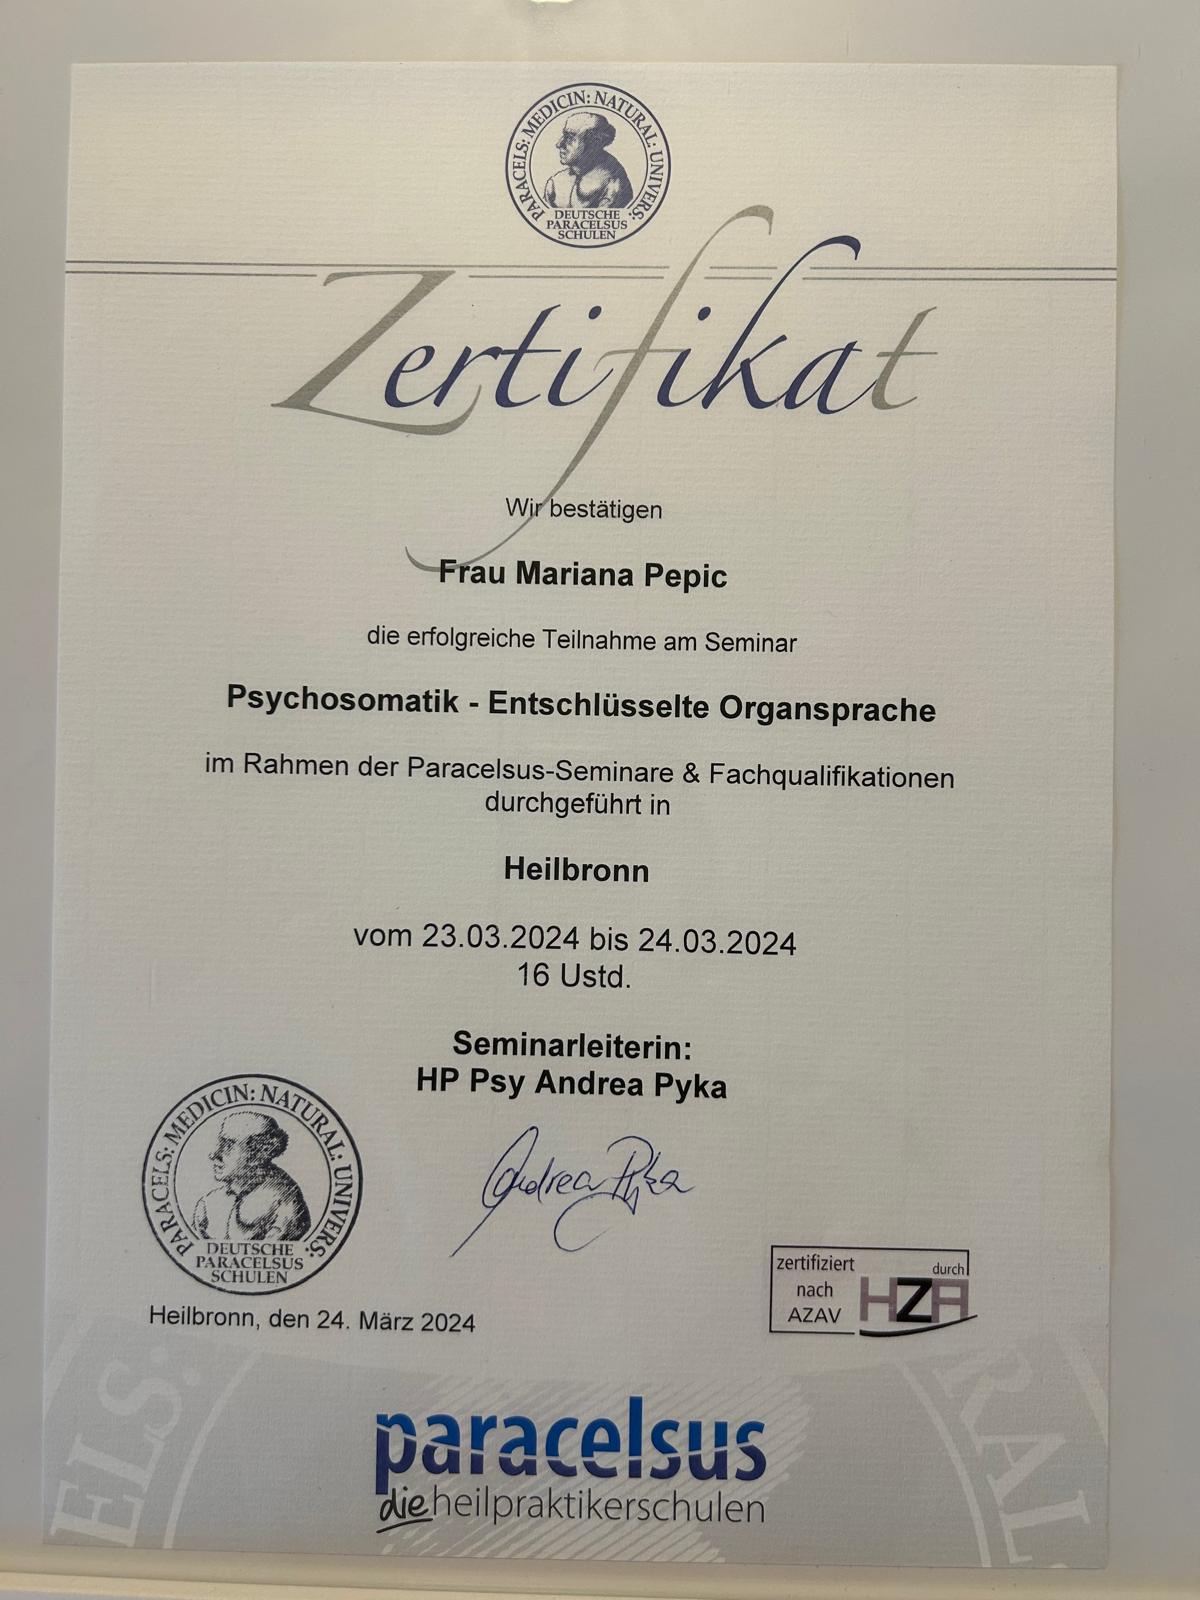 PARACELS: MEDICIN: NATURAL: UNIVERS:
DEUTSCHE
PARACELSUS
SCHULEN
Zertifikat
Wir bestätigen
Frau Mariana Pepic
die erfolgreiche Teilnahme am Seminar
Psychosomatik - Entschlüsselte Organsprache
im Rahmen der Paracelsus-Seminare & Fachqualifikationen
durchgeführt in
Heilbronn
vom 23.03.2024 bis 24.03.2024
16 Ustd.
Seminarleiterin:
HP Psy Andrea Pyka
Andrea Pyka
PARACELS: MEDICIN: NATURAL: UNIVERS:
DEUTSCHE
PARACELSUS
SCHULEN
Heilbronn, den 24. März 2024
zertifiziert durch
nach
AZAV HZA
ELS: RAL:
paracelsus
dieheilpraktikerschulen